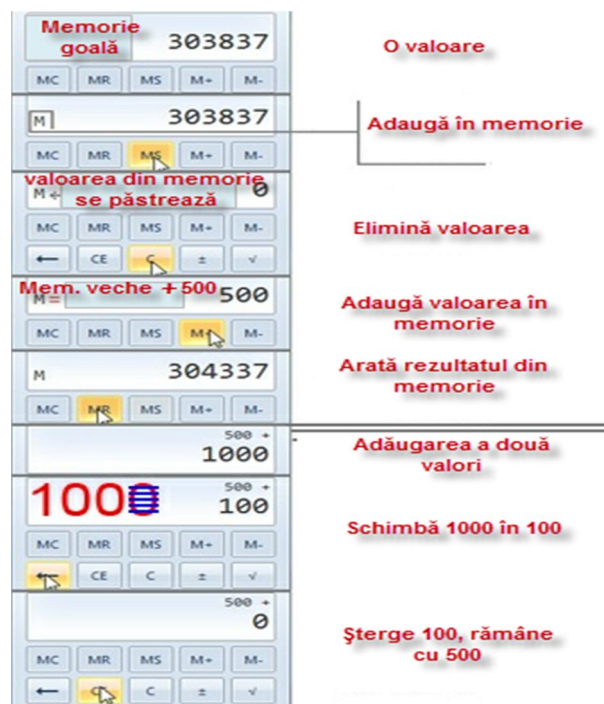 Memorie
goală
303837
O valoare
MC MR MS M+ M-
M 303837
Adaugă în memorie
MC MR MS M+ M-
valoarea din memorie
M 0
se păstrează
MC MR MS M+ M-
Elimină valoarea
← CE C ± √
Mem. veche +500
M= 500
Adaugă valoarea în
memorie
MC MR MS M+ M-
Arată rezultatul din
memorie
M 304337
MC MR MS M+ M-
500 +
1000
Adăugarea a două
valori
1000
500 +
100
Schimbă 1000 în 100
MC MR MS M+ M-
← CE C ± √
500 +
0
Şterge 100, rămâne
cu 500
MC MR MS M+ M-
← C ± √